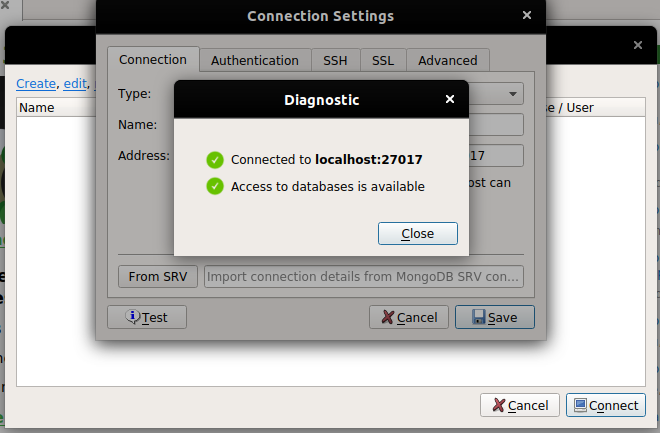 Connection Settings
Create, edit,
Name
e / User
Connection
Authentication
SSH
SSL
Advanced
Type:
Name:
Address:
17
ost can
Diagnostic
Connected to localhost:27017
Access to databases is available
Close
From SRV
Import connection details from MongoDB SRV con...
Test
Cancel
Save
Cancel
Connect